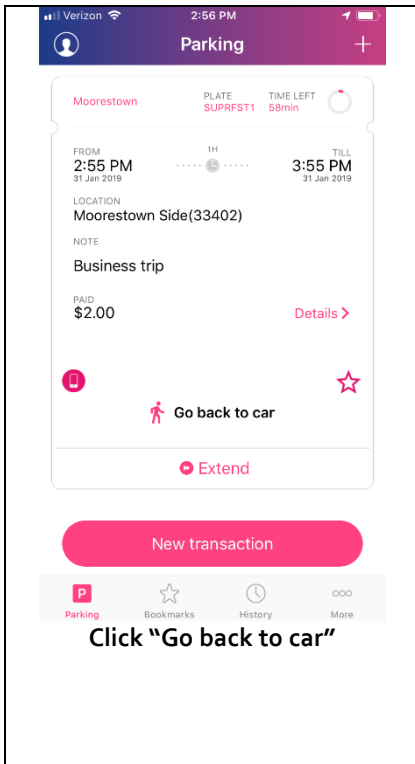 Verizon 2:56 PM
Parking
Moorestown
PLATE
SUPRFST1
TIME LEFT
58min
FROM
2:55 PM
31 Jan 2019
1H
TILL
3:55 PM
31 Jan 2019
LOCATION
Moorestown Side(33402)
NOTE
Business trip
PAID
$2.00
Details
Go back to car
Extend
New transaction
P
Parking Bookmarks History More
Click “Go back to car”